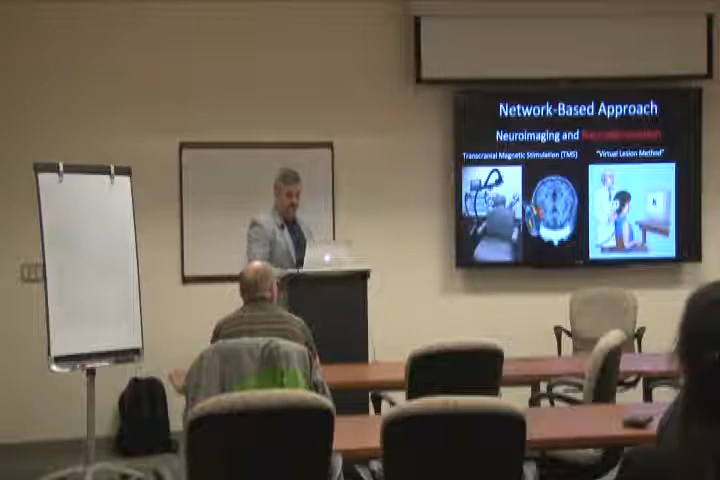 Network-Based Approach
Neuroimaging and
Transcranial Magnetic Stimulation (TMS)
"Virtual Lesion Method"